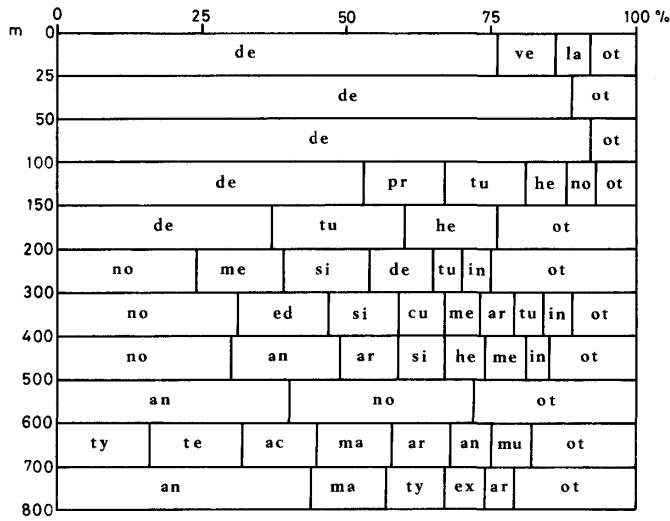 0 25 50 75 100 %
m 0
de ve la ot
25
de ot
50
de ot
100
de pr tu he no ot
150
de tu he ot
200
no me si de tu in ot
300
no ed si cu me ar tu in ot
400
no an ar si he me in ot
500
an no ot
600
ty te ac ma ar an mu ot
700
an ma ty ex ar ot
800